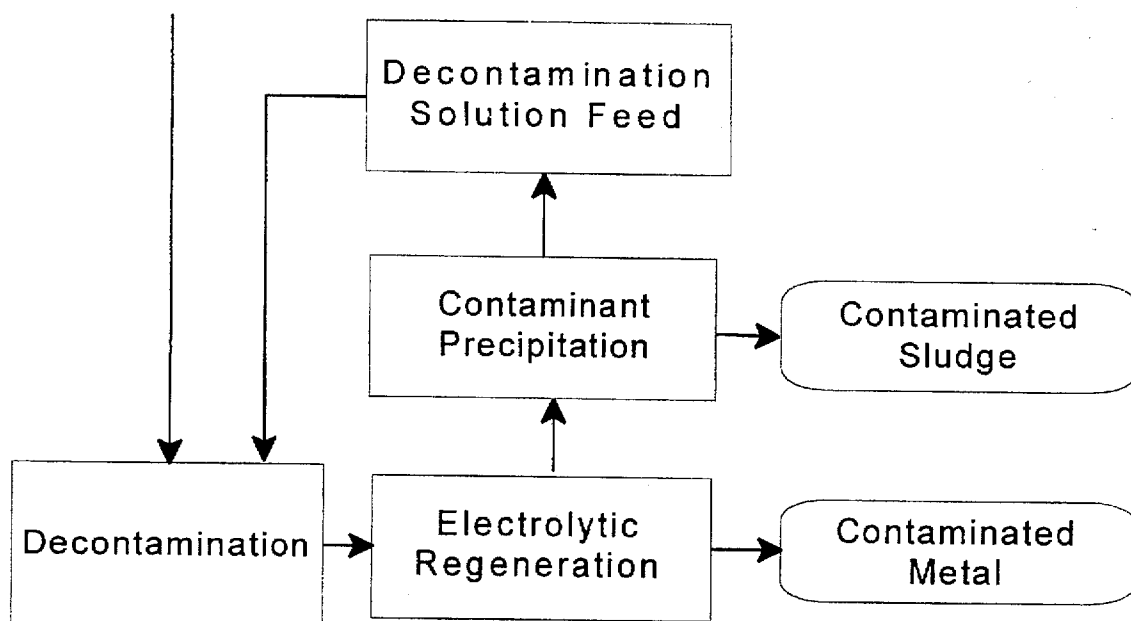 Decontamination
Solution Feed
Contaminant
Precipitation
Contaminated
Sludge
Decontamination
Electrolytic
Regeneration
Contaminated
Metal